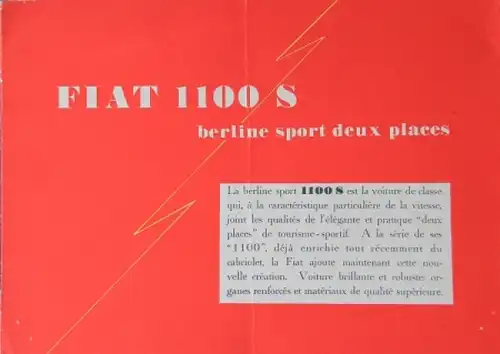 FIAT 1100 S
berline sport deux places
La berline sport 1100 S est la voiture de classe
qui, à la caractéristique particulière de la vitesse,
joint les qualités de l'élégante et pratique "deux
places" de tourisme-sportif. A la série de ses
"1100", déjà enrichie tout récemment du
cabriolet, la Fiat ajoute maintenant cette nou-
velle création. Voiture brillante et robuste: or-
ganes renforcés et matériaux de qualité supérieure.